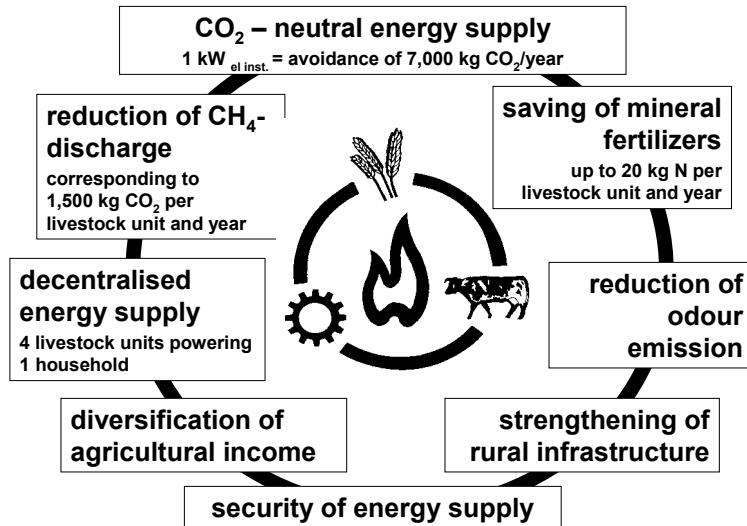 CO₂ – neutral energy supply
1 kW el inst. = avoidance of 7,000 kg CO₂/year
reduction of CH₄-
discharge
corresponding to
1,500 kg CO₂ per
livestock unit and year
saving of mineral
fertilizers
up to 20 kg N per
livestock unit and year
decentralised
energy supply
4 livestock units powering
1 household
reduction of
odour
emission
diversification of
agricultural income
strengthening of
rural infrastructure
security of energy supply